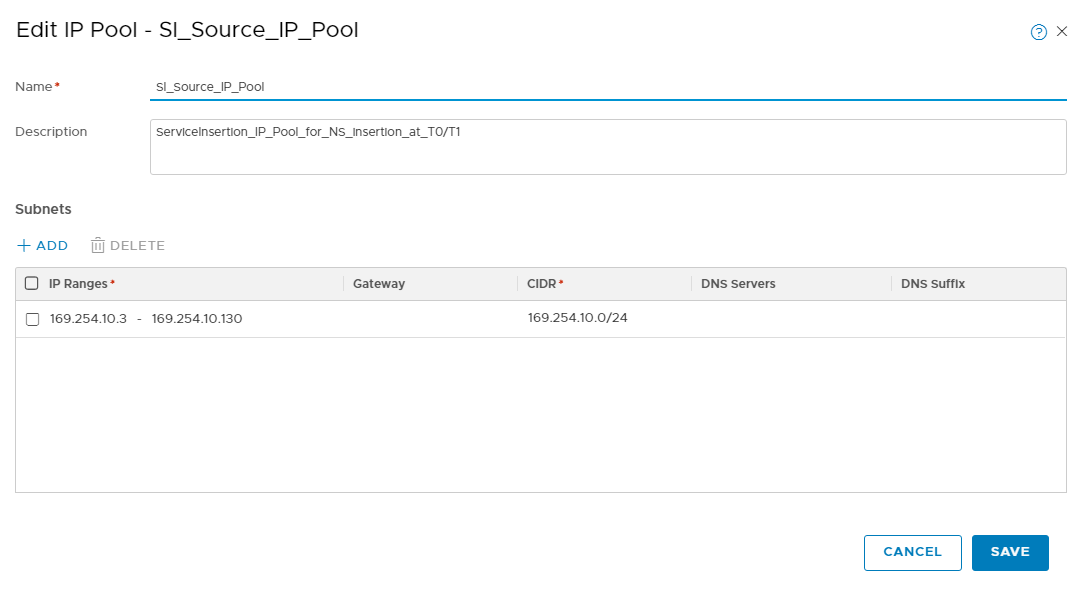 Edit IP Pool - SI_Source_IP_Pool
Name*
SI_Source_IP_Pool
Description
ServiceInsertion_IP_Pool_for_NS_Insertion_at_T0/T1
Subnets
+ ADD DELETE
IP Ranges* Gateway CIDR* DNS Servers DNS Suffix
169.254.10.3 - 169.254.10.130 169.254.10.0/24
CANCEL SAVE